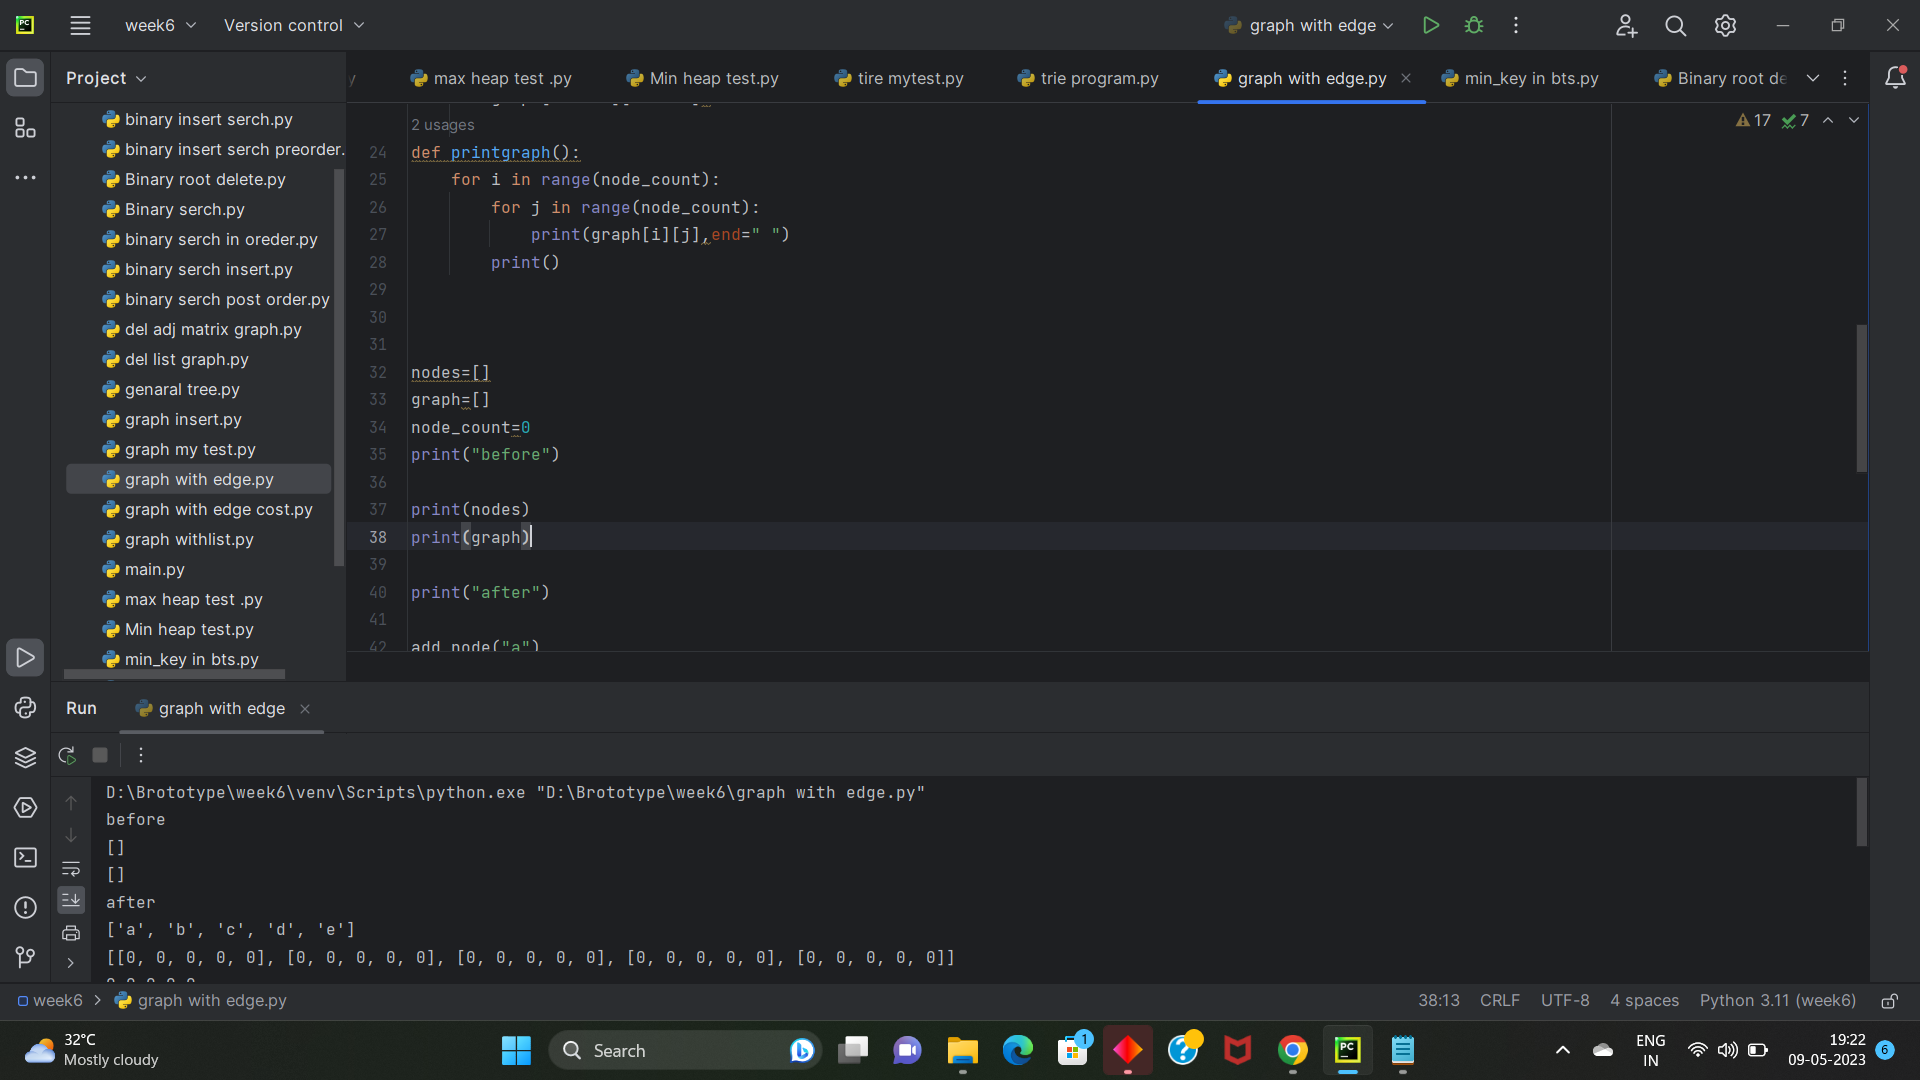 week6
Version control
graph with edge
Project
max heap test .py
Min heap test.py
tire mytest.py
trie program.py
graph with edge.py
min_key in bts.py
Binary root de
binary insert serch.py
binary insert serch preorder.
Binary root delete.py
Binary serch.py
binary serch in oreder.py
binary serch insert.py
binary serch post order.py
del adj matrix graph.py
del list graph.py
genaral tree.py
graph insert.py
graph my test.py
graph with edge.py
graph with edge cost.py
graph withlist.py
main.py
max heap test .py
Min heap test.py
min_key in bts.py
2 usages
17 7
24 def printgraph():
25 for i in range(node_count):
26 for j in range(node_count):
27 print(graph[i][j],end=" ")
28 print()
29
30
31
32 nodes=[]
33 graph=[]
34 node_count=0
35 print("before")
36
37 print(nodes)
38 print(graph)
39
40 print("after")
41
42 add_node("a")
Run
graph with edge
D:\Brototype\week6\venv\Scripts\python.exe "D:\Brototype\week6\graph with edge.py"
before
[]
[]
after
['a', 'b', 'c', 'd', 'e']
[[0, 0, 0, 0, 0], [0, 0, 0, 0, 0], [0, 0, 0, 0, 0], [0, 0, 0, 0, 0], [0, 0, 0, 0, 0]]
0 0 0 0 0
week6 > graph with edge.py
38:13 CRLF UTF-8 4 spaces Python 3.11 (week6)
32°C
Mostly cloudy
Search
1
ENG
IN
19:22
09-05-2023
6